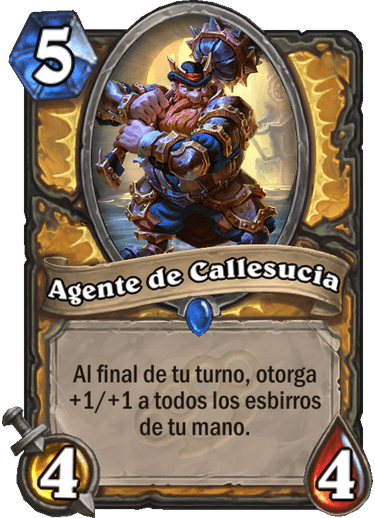 5
Agente de Callesucia
Al final de tu turno, otorga
+1/+1 a todos los esbirros
de tu mano.
4
4